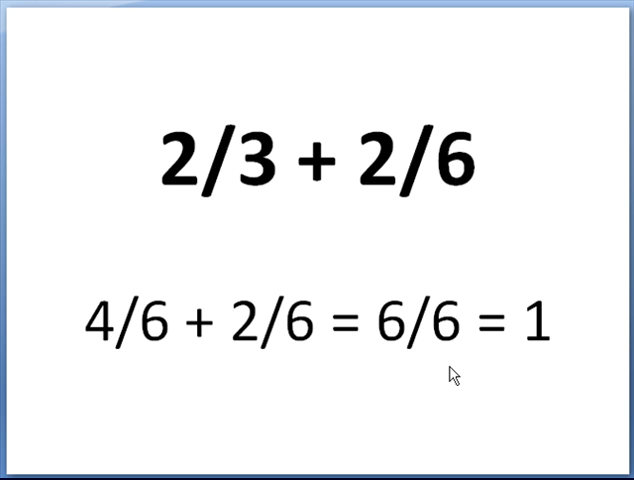 2/3 + 2/6
4/6 + 2/6 = 6/6 = 1